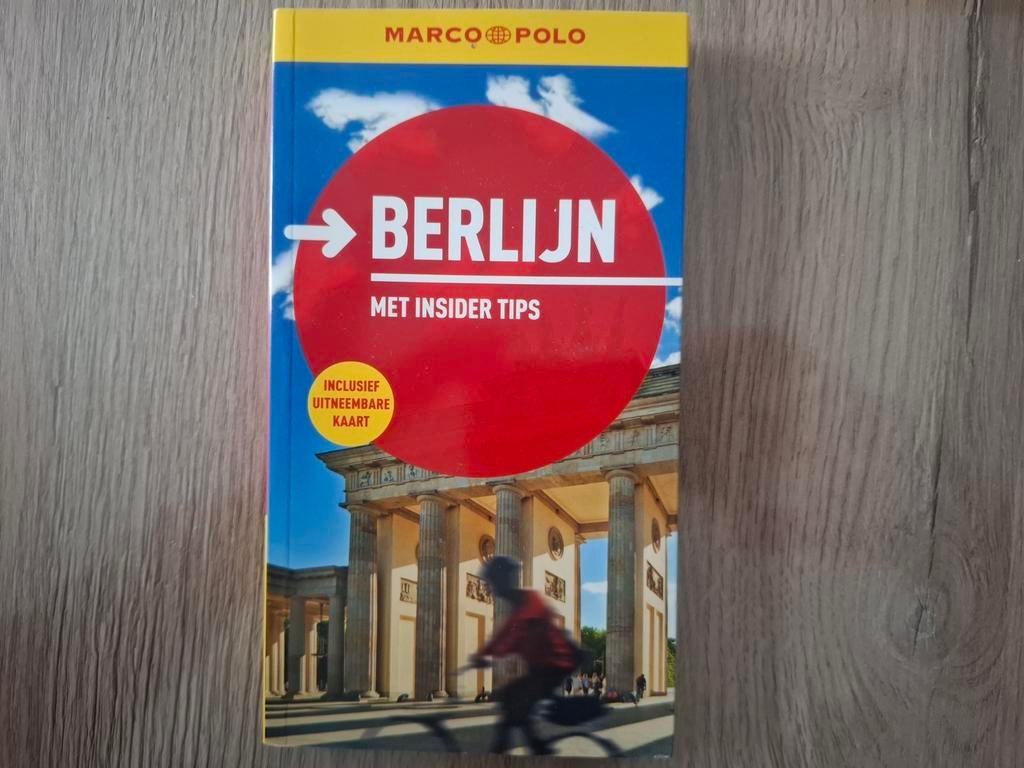 MARCO POLO
BERLIJN
MET INSIDER TIPS
INCLUSIEF
UITNEEMBARE
KAART